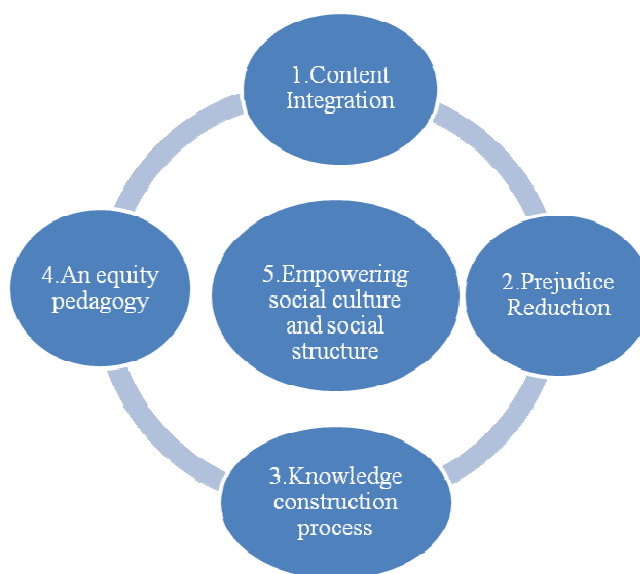 1.Content
Integration
2.Prejudice
Reduction
3.Knowledge
construction
process
4.An equity
pedagogy
5.Empowering
social culture
and social
structure